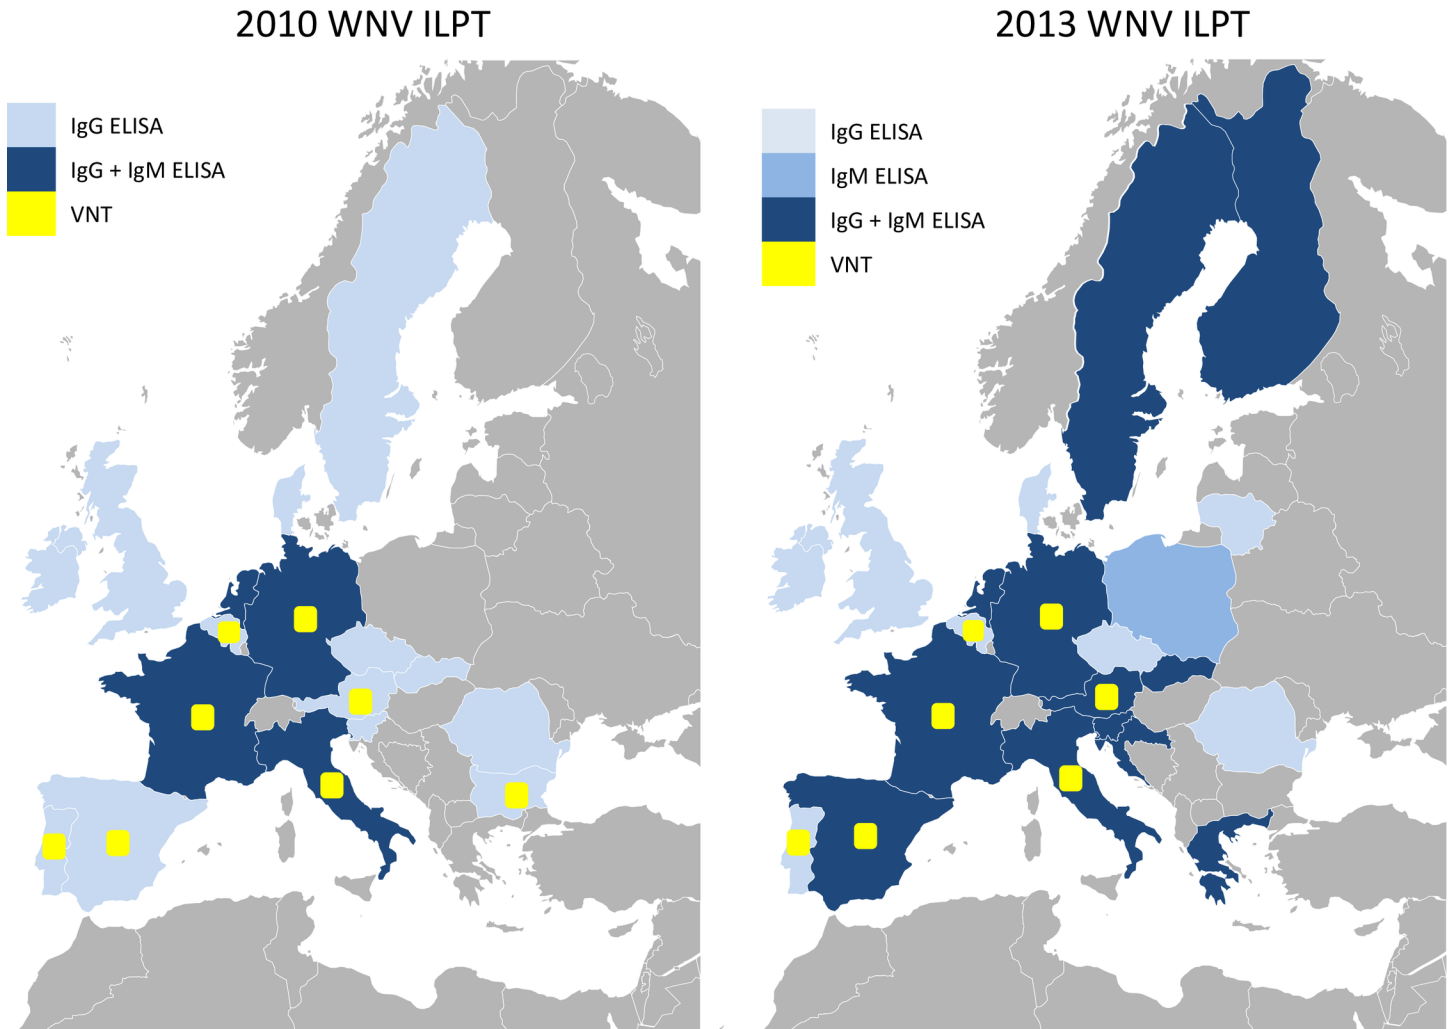 2010 WNV ILPT
IgG ELISA
IgG + IgM ELISA
VNT
2013 WNV ILPT
IgG ELISA
IgM ELISA
IgG + IgM ELISA
VNT